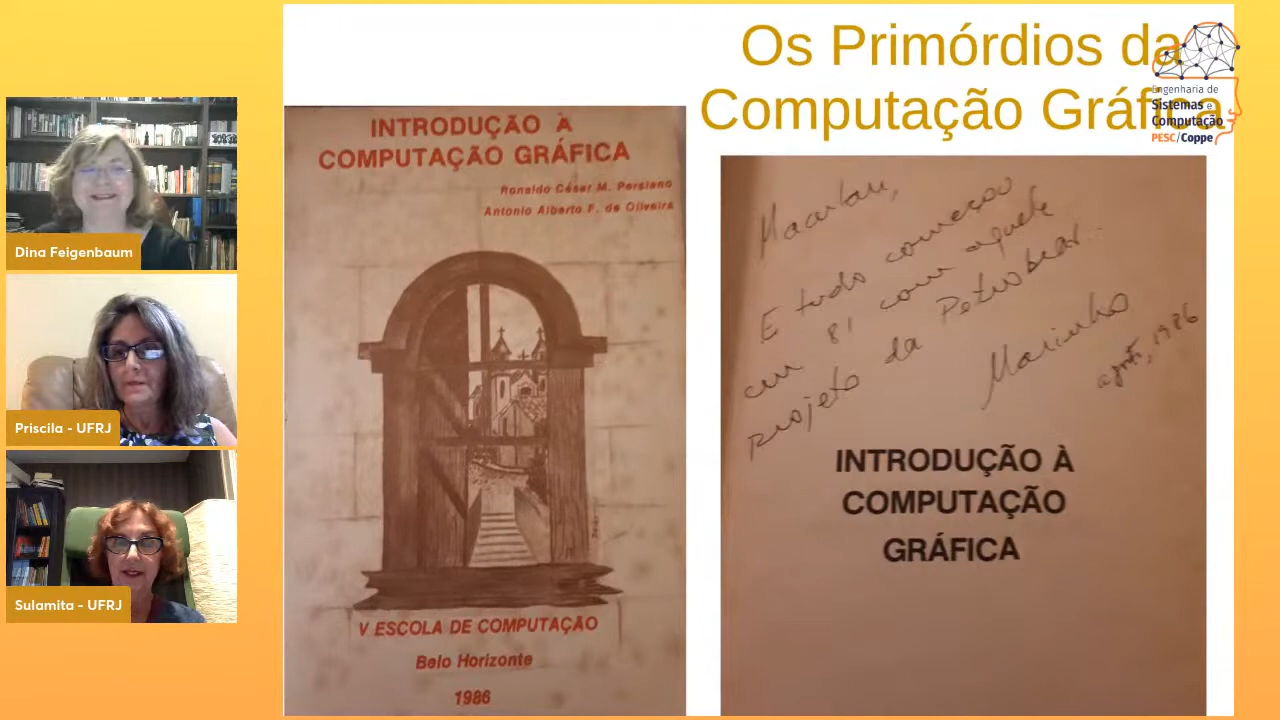 Os Primórdios da
Computação Gráfica
Engenharia de
Sistemas e
Computação
PESC/Coppe
Dina Feigenbaum
Priscila - UFRJ
Sulamita - UFRJ
INTRODUÇÃO À
COMPUTAÇÃO GRÁFICA
Ronaldo César M. Persiano
Antonio Alberto F. de Oliveira
V ESCOLA DE COMPUTAÇÃO
Belo Horizonte
1986
E tudo começou
em 81 com aquele
projeto da Petrobrás.
Marinho
agosto, 1986
INTRODUÇÃO À
COMPUTAÇÃO
GRÁFICA